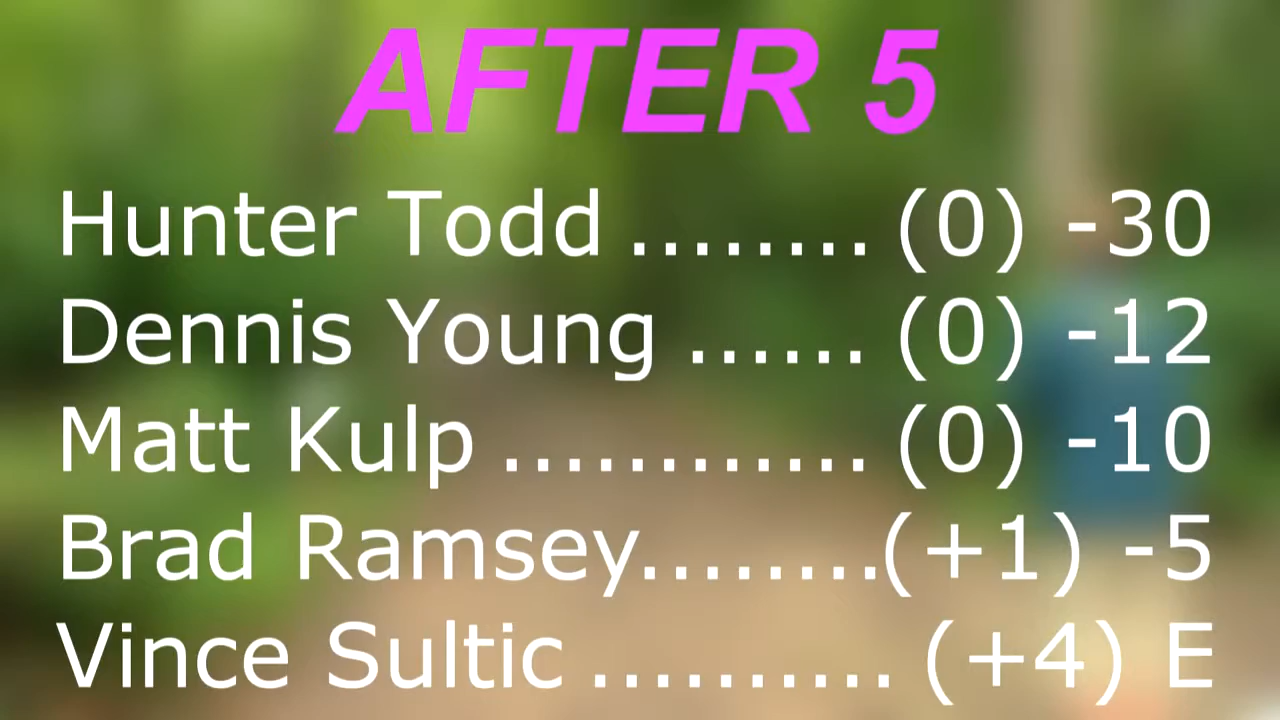 AFTER 5
Hunter Todd ........ (0) -30
Dennis Young ...... (0) -12
Matt Kulp ............ (0) -10
Brad Ramsey........(+1) -5
Vince Sultic .......... (+4) E